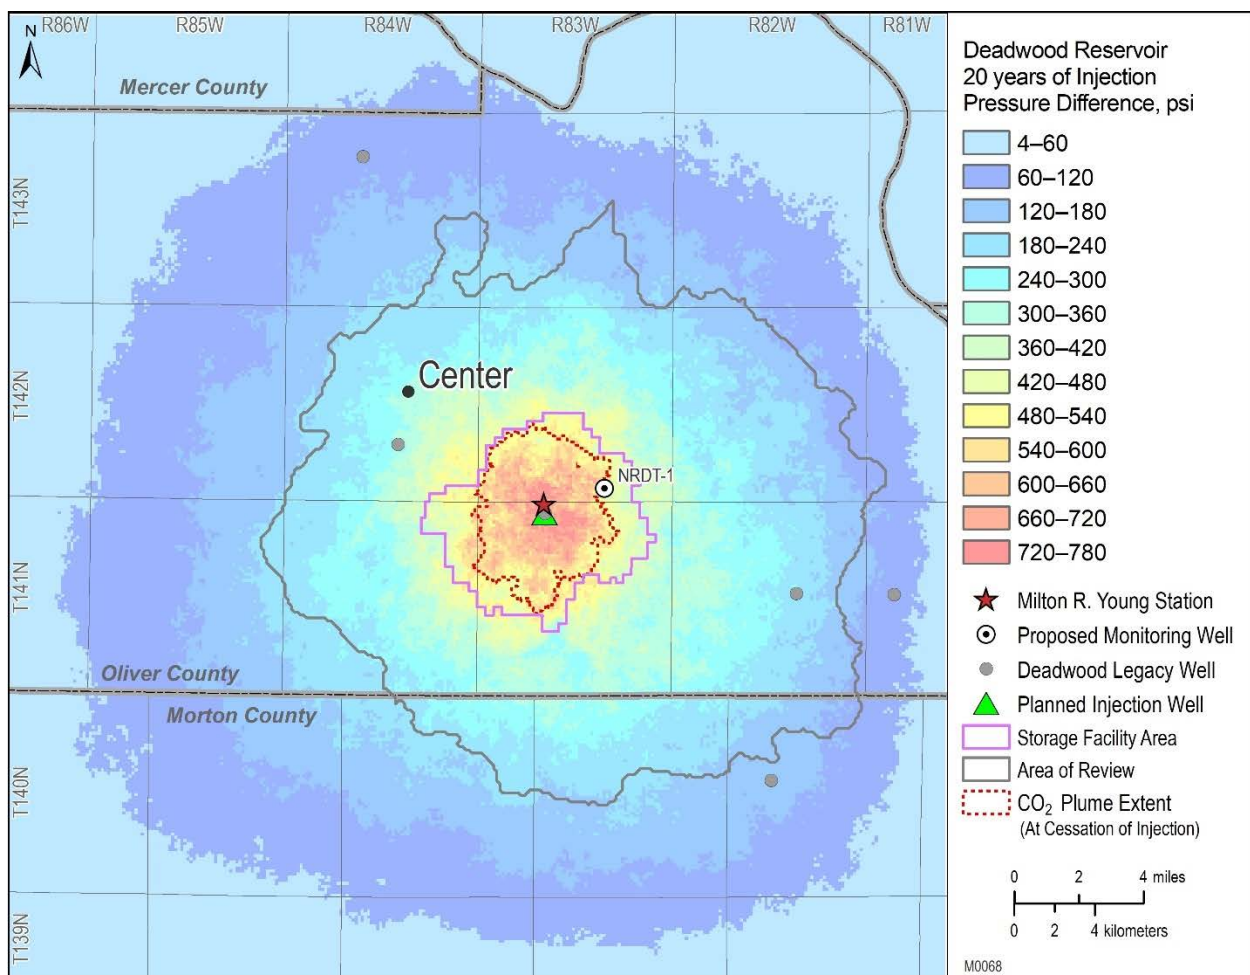 R86W
R85W
R84W
R83W
R82W
R81W
N
Mercer County
T143N
Center
T142N
NRDT-1
T141N
Oliver County
Morton County
T140N
T139N
Deadwood Reservoir
20 years of Injection
Pressure Difference, psi
4–60
60–120
120–180
180–240
240–300
300–360
360–420
420–480
480–540
540–600
600–660
660–720
720–780
Milton R. Young Station
Proposed Monitoring Well
Deadwood Legacy Well
Planned Injection Well
Storage Facility Area
Area of Review
CO₂ Plume Extent
(At Cessation of Injection)
0 2 4 miles
0 2 4 kilometers
M0068